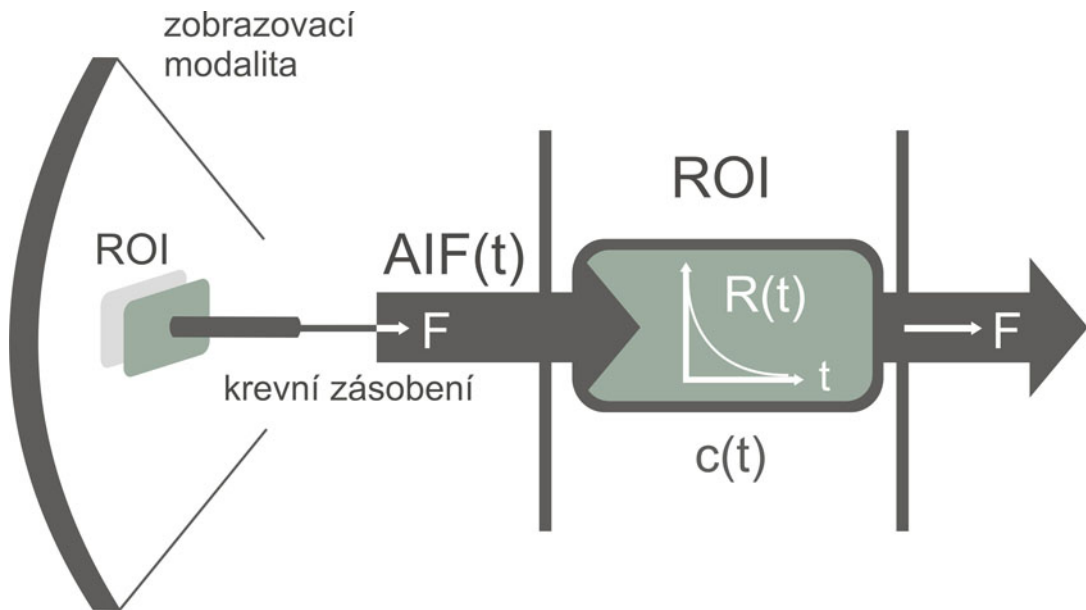 zobrazovací
modalita
ROI
krevní zásobení
AIF(t)
F
ROI
R(t)
t
c(t)
F